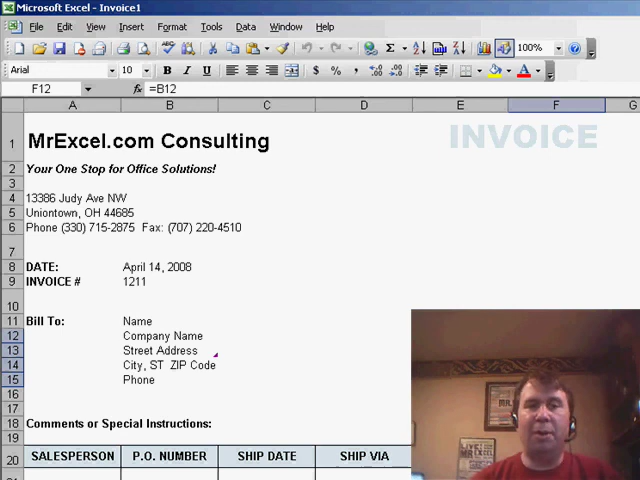 Microsoft Excel - Invoice1
File Edit View Insert Format Tools Data Window Help
100%
Arial 10 B I U $ % ,
F12 fx =B12
A B C D E F G
1 MrExcel.com Consulting INVOICE
2 Your One Stop for Office Solutions!
3
4 13386 Judy Ave NW
5 Uniontown, OH 44685
6 Phone (330) 715-2875 Fax: (707) 220-4510
7
8 DATE: April 14, 2008
9 INVOICE # 1211
10
11 Bill To: Name
12 Company Name
13 Street Address
14 City, ST ZIP Code
15 Phone
16
17
18 Comments or Special Instructions:
19
20 SALESPERSON P.O. NUMBER SHIP DATE SHIP VIA